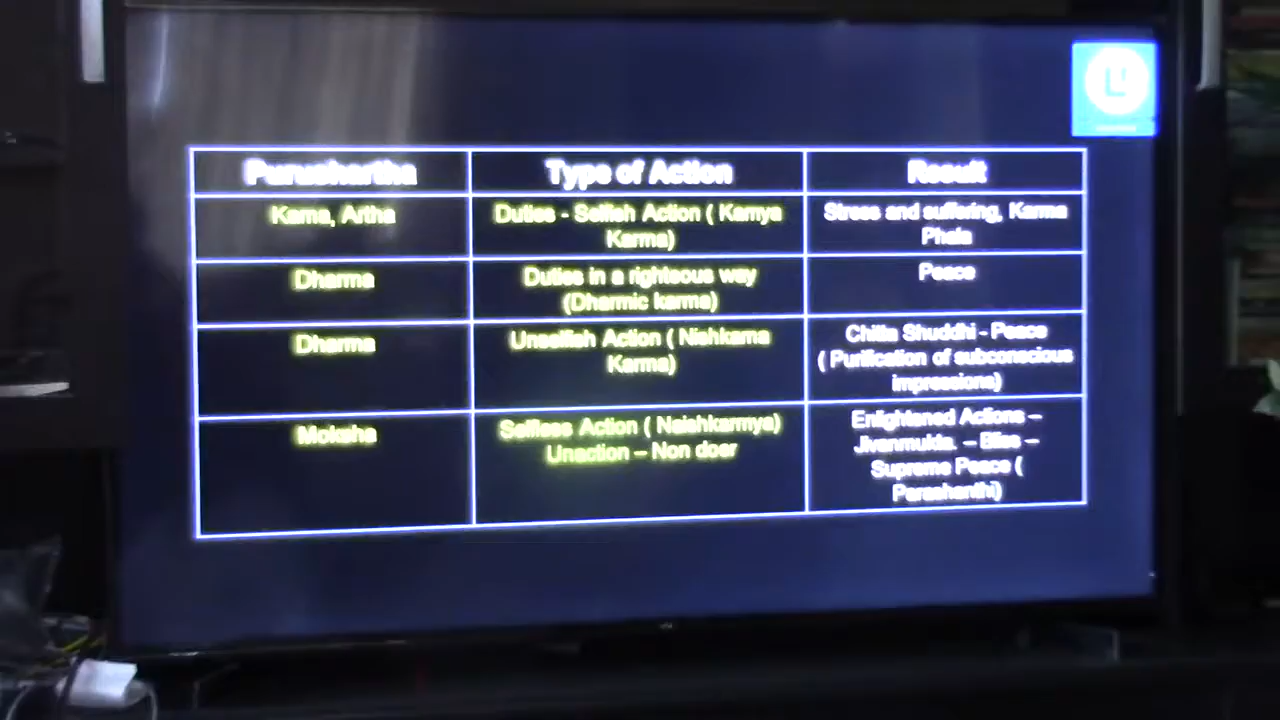 Purushartha Type of Action Result
Kama, Artha Duties - Selfish Action ( Kamya Karma) Stress and suffering, Karma Phala
Dharma Duties in a righteous way (Dharmic karma) Peace
Dharma Unselfish Action ( Nishkama Karma) Chitta Shuddhi - Peace ( Purification of subconscious impressions)
Moksha Selfless Action ( Naishkarmya) Unaction – Non doer Enlightened Actions – Jivanmukta. – Bliss – Supreme Peace ( Parashanthi)